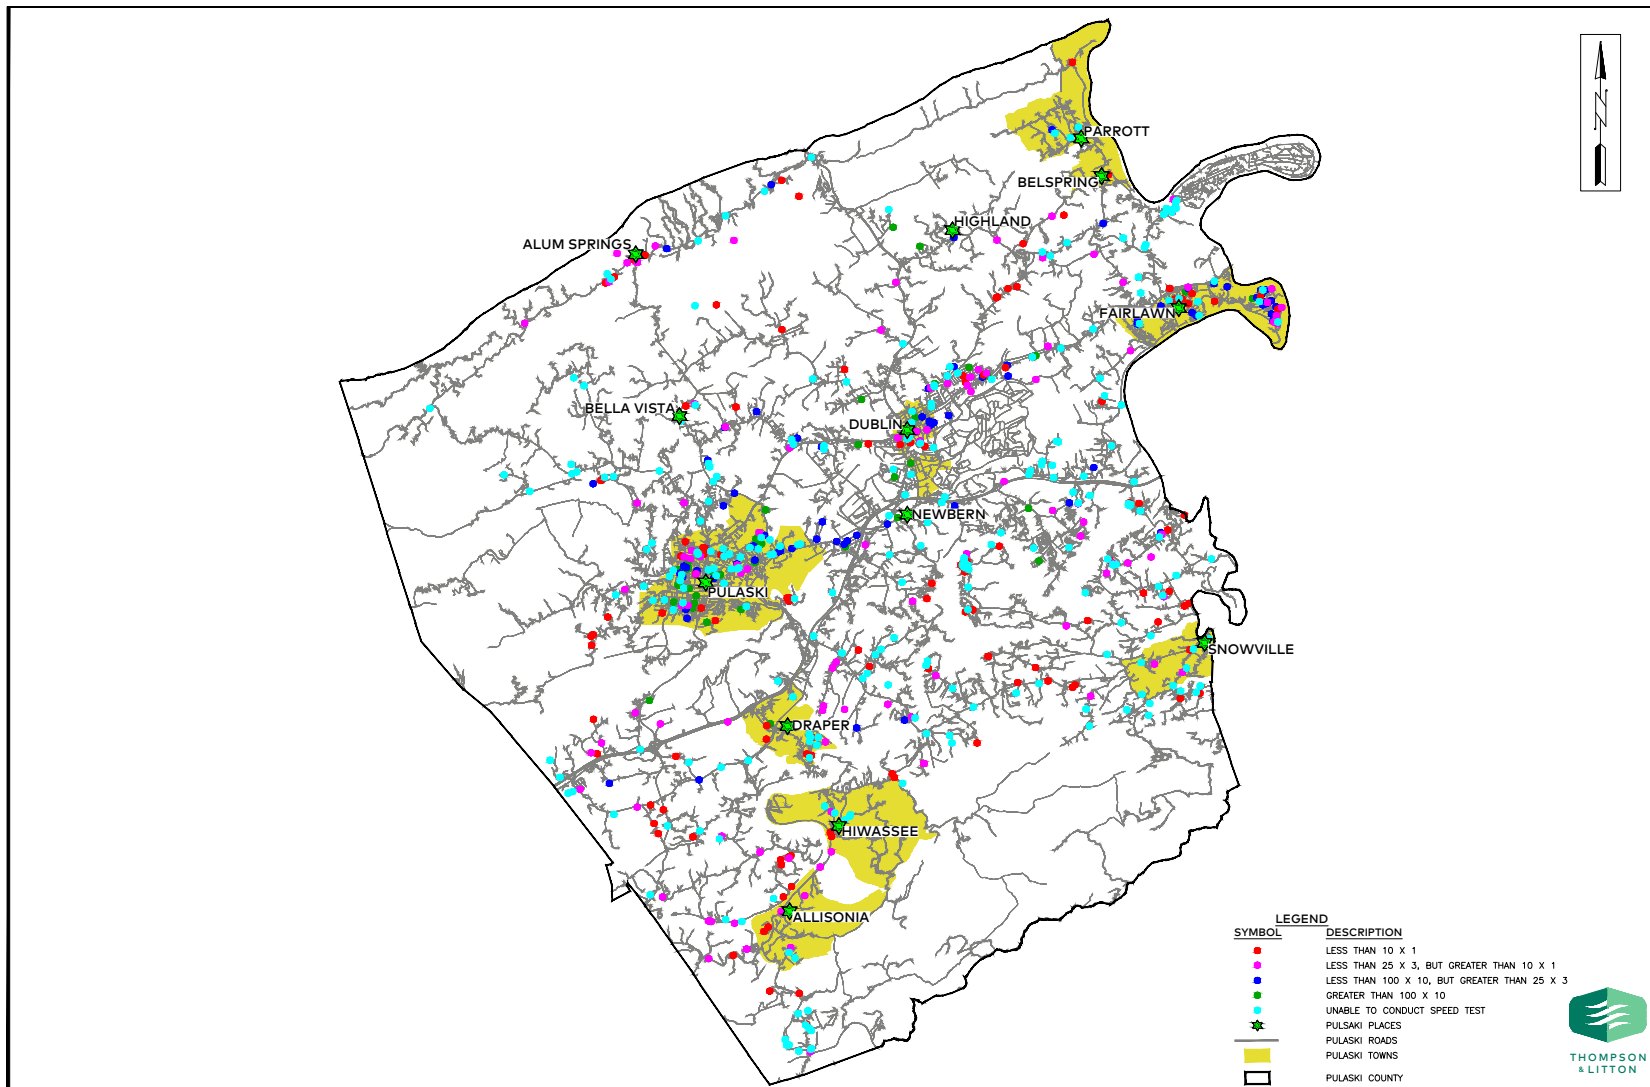 PARROTT
BELSPRING
HIGHLAND
ALUM SPRINGS
FAIRLAWN
BELLA VISTA
DUBLIN
NEWBERN
PULASKI
SNOWVILLE
DRAPER
HIWASSEE
ALLISONIA
N
LEGEND
SYMBOL DESCRIPTION
LESS THAN 10 X 1
LESS THAN 25 X 3, BUT GREATER THAN 10 X 1
LESS THAN 100 X 10, BUT GREATER THAN 25 X 3
GREATER THAN 100 X 10
UNABLE TO CONDUCT SPEED TEST
PULSAKI PLACES
PULASKI ROADS
PULASKI TOWNS
PULASKI COUNTY
THOMPSON
& LITTON